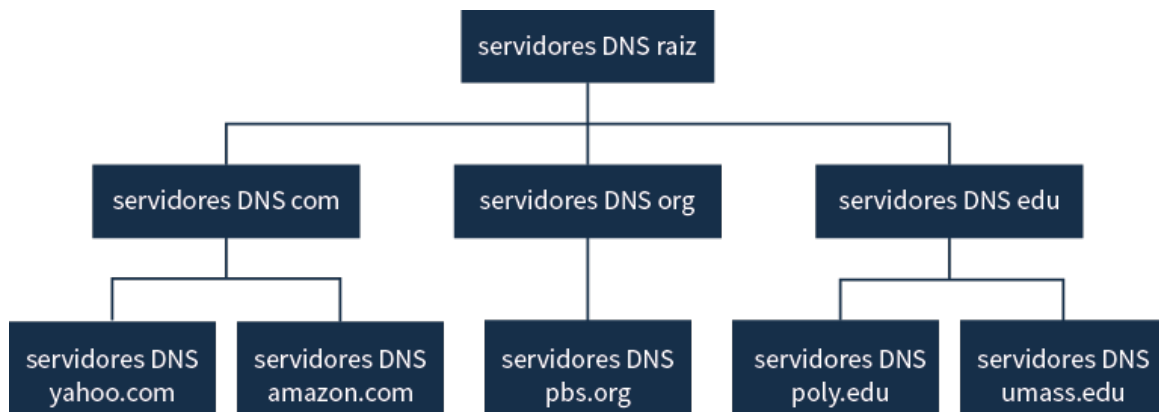 servidores DNS raiz
servidores DNS com
servidores DNS org
servidores DNS edu
servidores DNS
yahoo.com
servidores DNS
amazon.com
servidores DNS
pbs.org
servidores DNS
poly.edu
servidores DNS
umass.edu